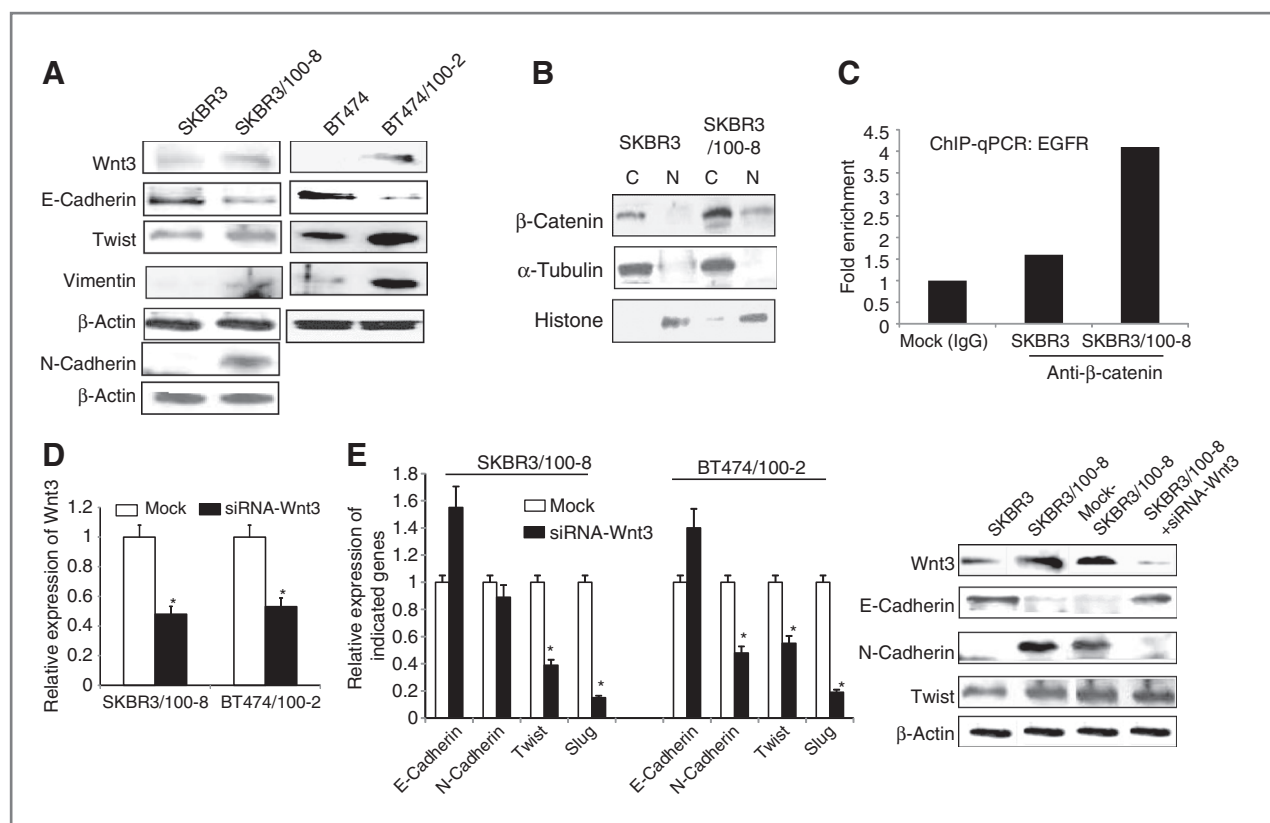 A
SKBR3
SKBR3/100-8
BT474
BT474/100-2
Wnt3
E-Cadherin
Twist
Vimentin
β-Actin
N-Cadherin
β-Actin
B
SKBR3
SKBR3
/100-8
C N C N
β-Catenin
α-Tubulin
Histone
C
ChIP-qPCR: EGFR
Fold enrichment
4.5
4
3.5
3
2.5
2
1.5
1
0.5
0
Mock (IgG)
SKBR3
SKBR3/100-8
Anti-β-catenin
D
Relative expression of Wnt3
1.2
1
0.8
0.6
0.4
0.2
0
Mock
siRNA-Wnt3
*
*
SKBR3/100-8
BT474/100-2
E
Relative expression of
indicated genes
1.8
1.6
1.4
1.2
1
0.8
0.6
0.4
0.2
0
SKBR3/100-8
BT474/100-2
Mock
siRNA-Wnt3
*
*
*
*
*
E-Cadherin
N-Cadherin
Twist
Slug
E-Cadherin
N-Cadherin
Twist
Slug
SKBR3
SKBR3/100-8
Mock-
SKBR3/100-8
SKBR3/100-8
+siRNA-Wnt3
Wnt3
E-Cadherin
N-Cadherin
Twist
β-Actin